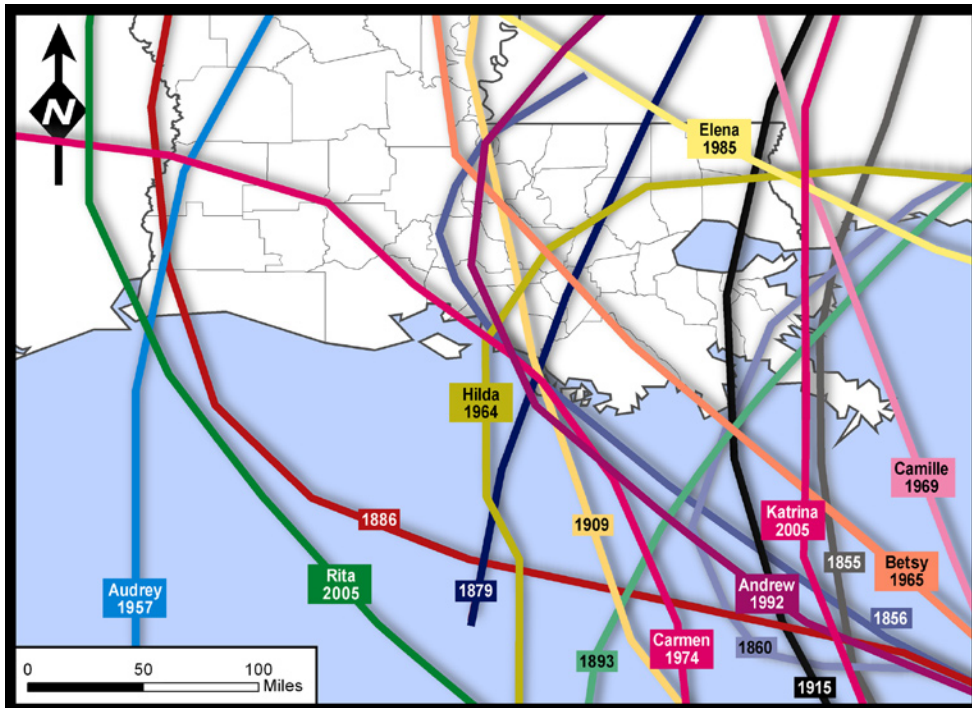 N
Elena
1985
Hilda
1964
Camille
1969
Katrina
2005
1886
1909
1855
Betsy
1965
Audrey
1957
Rita
2005
1879
Andrew
1992
1856
1860
Carmen
1974
1893
1915
0 50 100
Miles